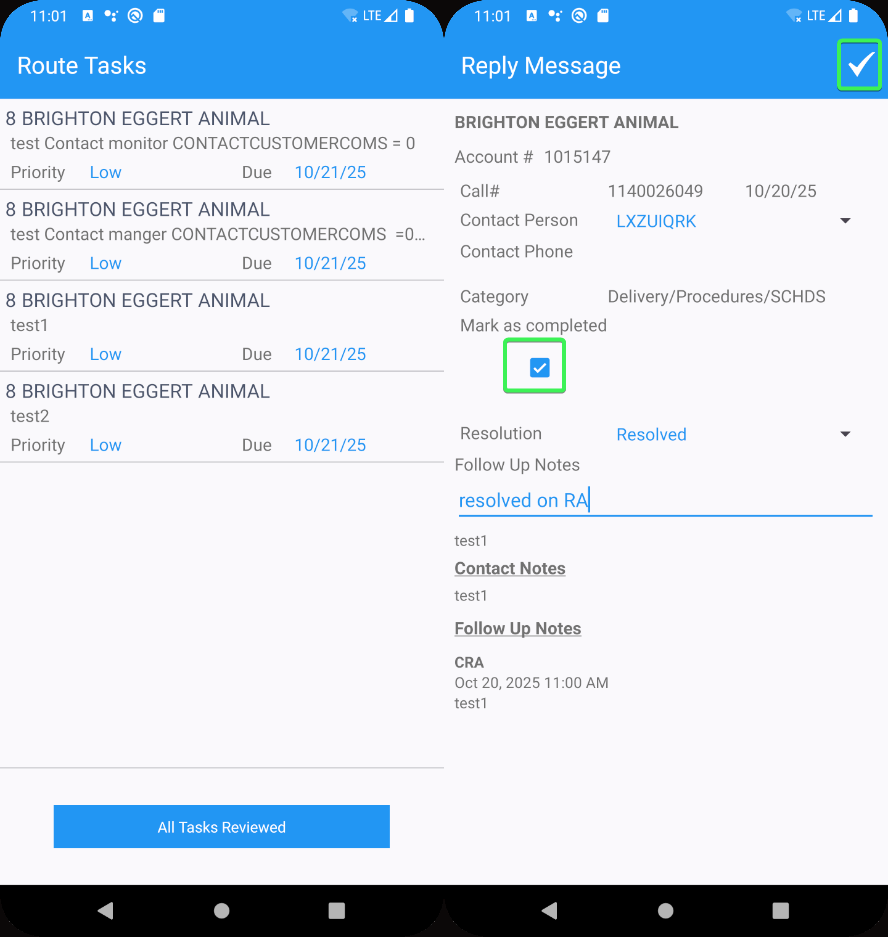 11:01
LTE
Route Tasks
8 BRIGHTON EGGERT ANIMAL
test Contact monitor CONTACTCUSTOMERCOMS = 0
Priority Low Due 10/21/25
8 BRIGHTON EGGERT ANIMAL
test Contact manger CONTACTCUSTOMERCOMS =0...
Priority Low Due 10/21/25
8 BRIGHTON EGGERT ANIMAL
test1
Priority Low Due 10/21/25
8 BRIGHTON EGGERT ANIMAL
test2
Priority Low Due 10/21/25
All Tasks Reviewed
11:01
LTE
Reply Message
BRIGHTON EGGERT ANIMAL
Account # 1015147
Call# 1140026049 10/20/25
Contact Person LXZUIQRK
Contact Phone
Category Delivery/Procedures/SCHDS
Mark as completed
Resolution Resolved
Follow Up Notes
resolved on RA
test1
Contact Notes
test1
Follow Up Notes
CRA
Oct 20, 2025 11:00 AM
test1